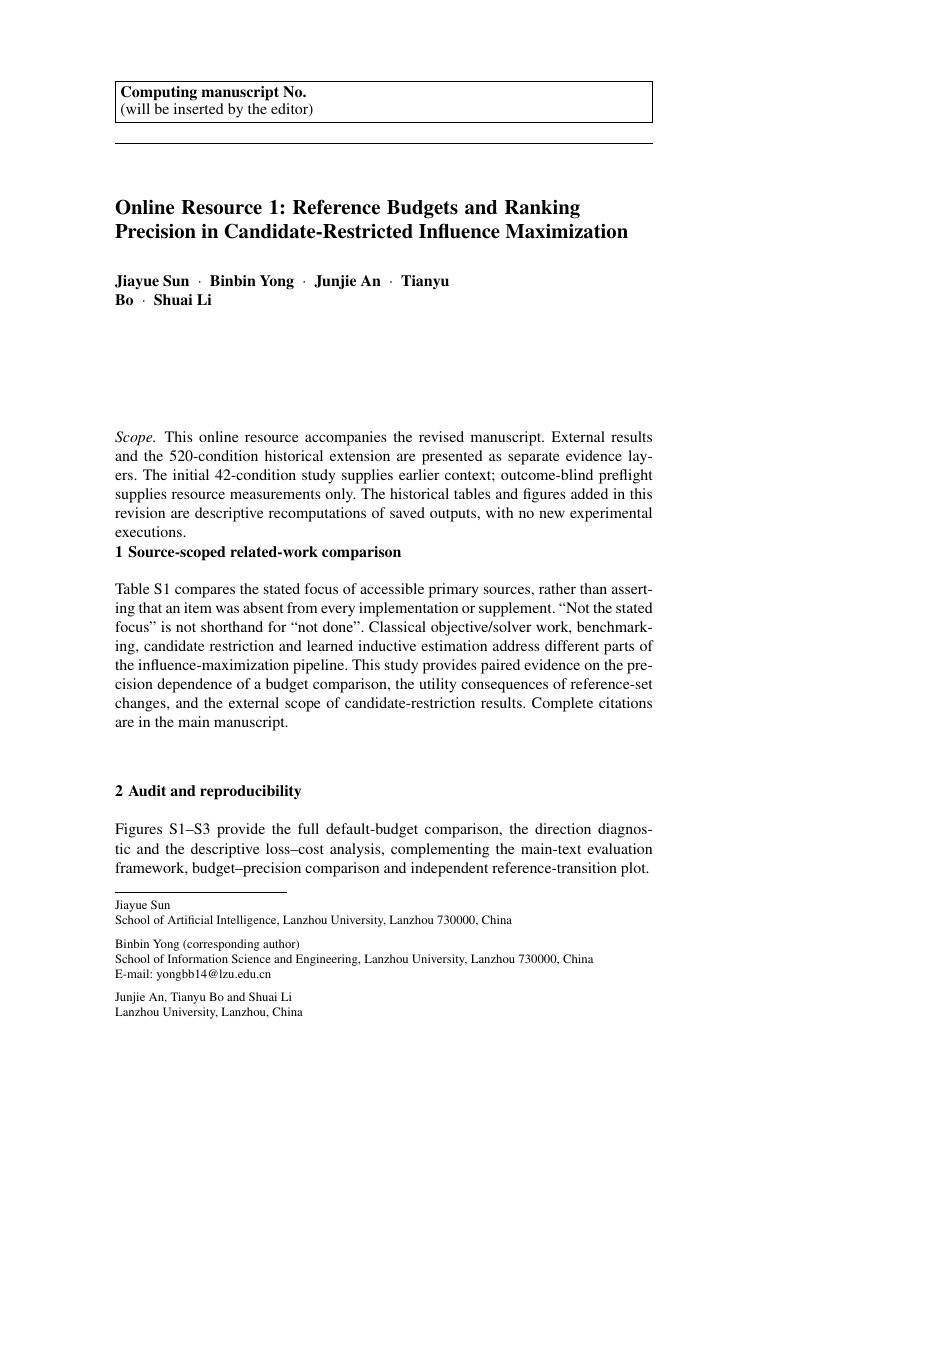 Computing manuscript No.
(will be inserted by the editor)
Online Resource 1: Reference Budgets and Ranking
Precision in Candidate-Restricted Influence Maximization
Jiayue Sun · Binbin Yong · Junjie An · Tianyu
Bo · Shuai Li
Scope. This online resource accompanies the revised manuscript. External results
and the 520-condition historical extension are presented as separate evidence lay-
ers. The initial 42-condition study supplies earlier context; outcome-blind preflight
supplies resource measurements only. The historical tables and figures added in this
revision are descriptive recomputations of saved outputs, with no new experimental
executions.
1 Source-scoped related-work comparison
Table S1 compares the stated focus of accessible primary sources, rather than assert-
ing that an item was absent from every implementation or supplement. “Not the stated
focus” is not shorthand for “not done”. Classical objective/solver work, benchmark-
ing, candidate restriction and learned inductive estimation address different parts of
the influence-maximization pipeline. This study provides paired evidence on the pre-
cision dependence of a budget comparison, the utility consequences of reference-set
changes, and the external scope of candidate-restriction results. Complete citations
are in the main manuscript.
2 Audit and reproducibility
Figures S1–S3 provide the full default-budget comparison, the direction diagnos-
tic and the descriptive loss–cost analysis, complementing the main-text evaluation
framework, budget–precision comparison and independent reference-transition plot.
Jiayue Sun
School of Artificial Intelligence, Lanzhou University, Lanzhou 730000, China
Binbin Yong (corresponding author)
School of Information Science and Engineering, Lanzhou University, Lanzhou 730000, China
E-mail: yongbb14@lzu.edu.cn
Junjie An, Tianyu Bo and Shuai Li
Lanzhou University, Lanzhou, China